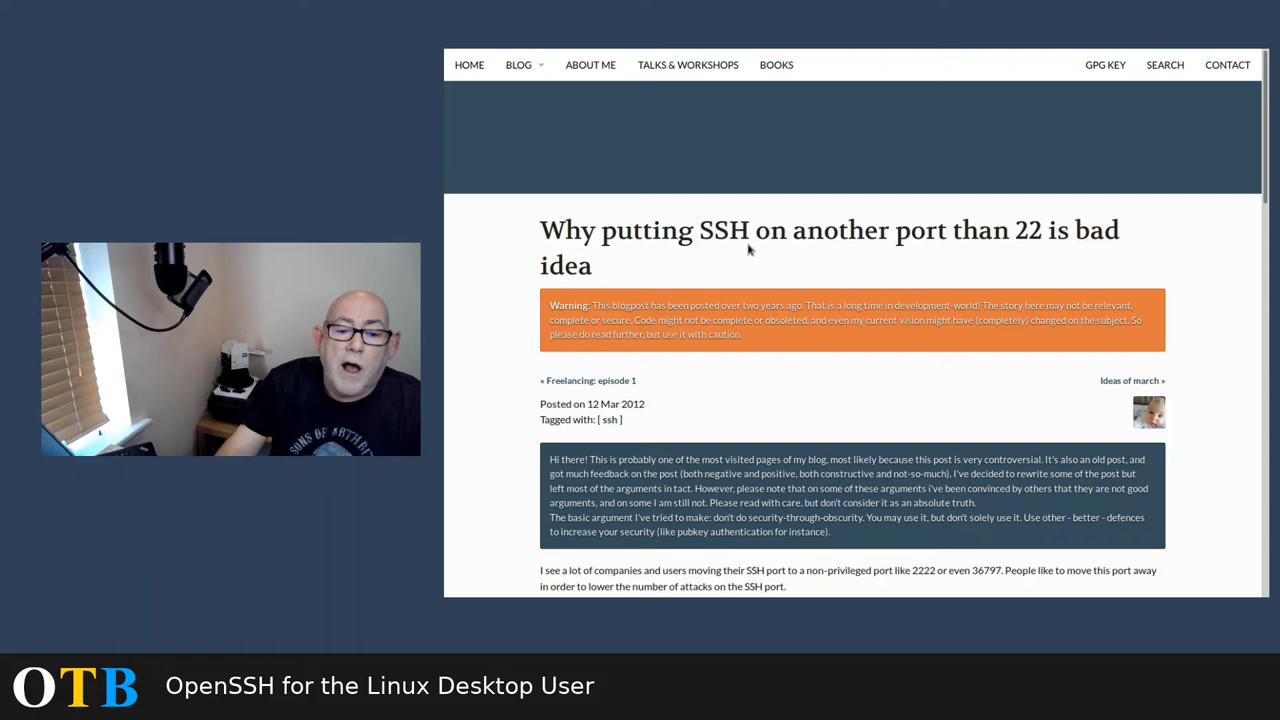 HOME BLOG ABOUT ME TALKS & WORKSHOPS BOOKS GPG KEY SEARCH CONTACT
Why putting SSH on another port than 22 is bad
idea
Warning: This blogpost has been posted over two years ago. That is a long time in development-world! The story here may not be relevant,
complete or secure. Code might not be complete or obsoleted, and even my current vision might have (completely) changed on the subject. So
please do read further, but use it with caution.
« Freelancing: episode 1 Ideas of march »
Posted on 12 Mar 2012
Tagged with: [ ssh ]
Hi there! This is probably one of the most visited pages of my blog, most likely because this post is very controversial. It's also an old post, and
got much feedback on the post (both negative and positive, both constructive and not-so-much). I've decided to rewrite some of the post but
left most of the arguments in tact. However, please note that on some of these arguments i've been convinced by others that they are not good
arguments, and on some I am still not. Please read with care, but don't consider it as an absolute truth.
The basic argument I've tried to make: don't do security-through-obscurity. You may use it, but don't solely use it. Use other - better - defences
to increase your security (like pubkey authentication for instance).
I see a lot of companies and users moving their SSH port to a non-privileged port like 2222 or even 36797. People like to move this port away
in order to lower the number of attacks on the SSH port.
SONS OF ARTHRITIS
OTB OpenSSH for the Linux Desktop User